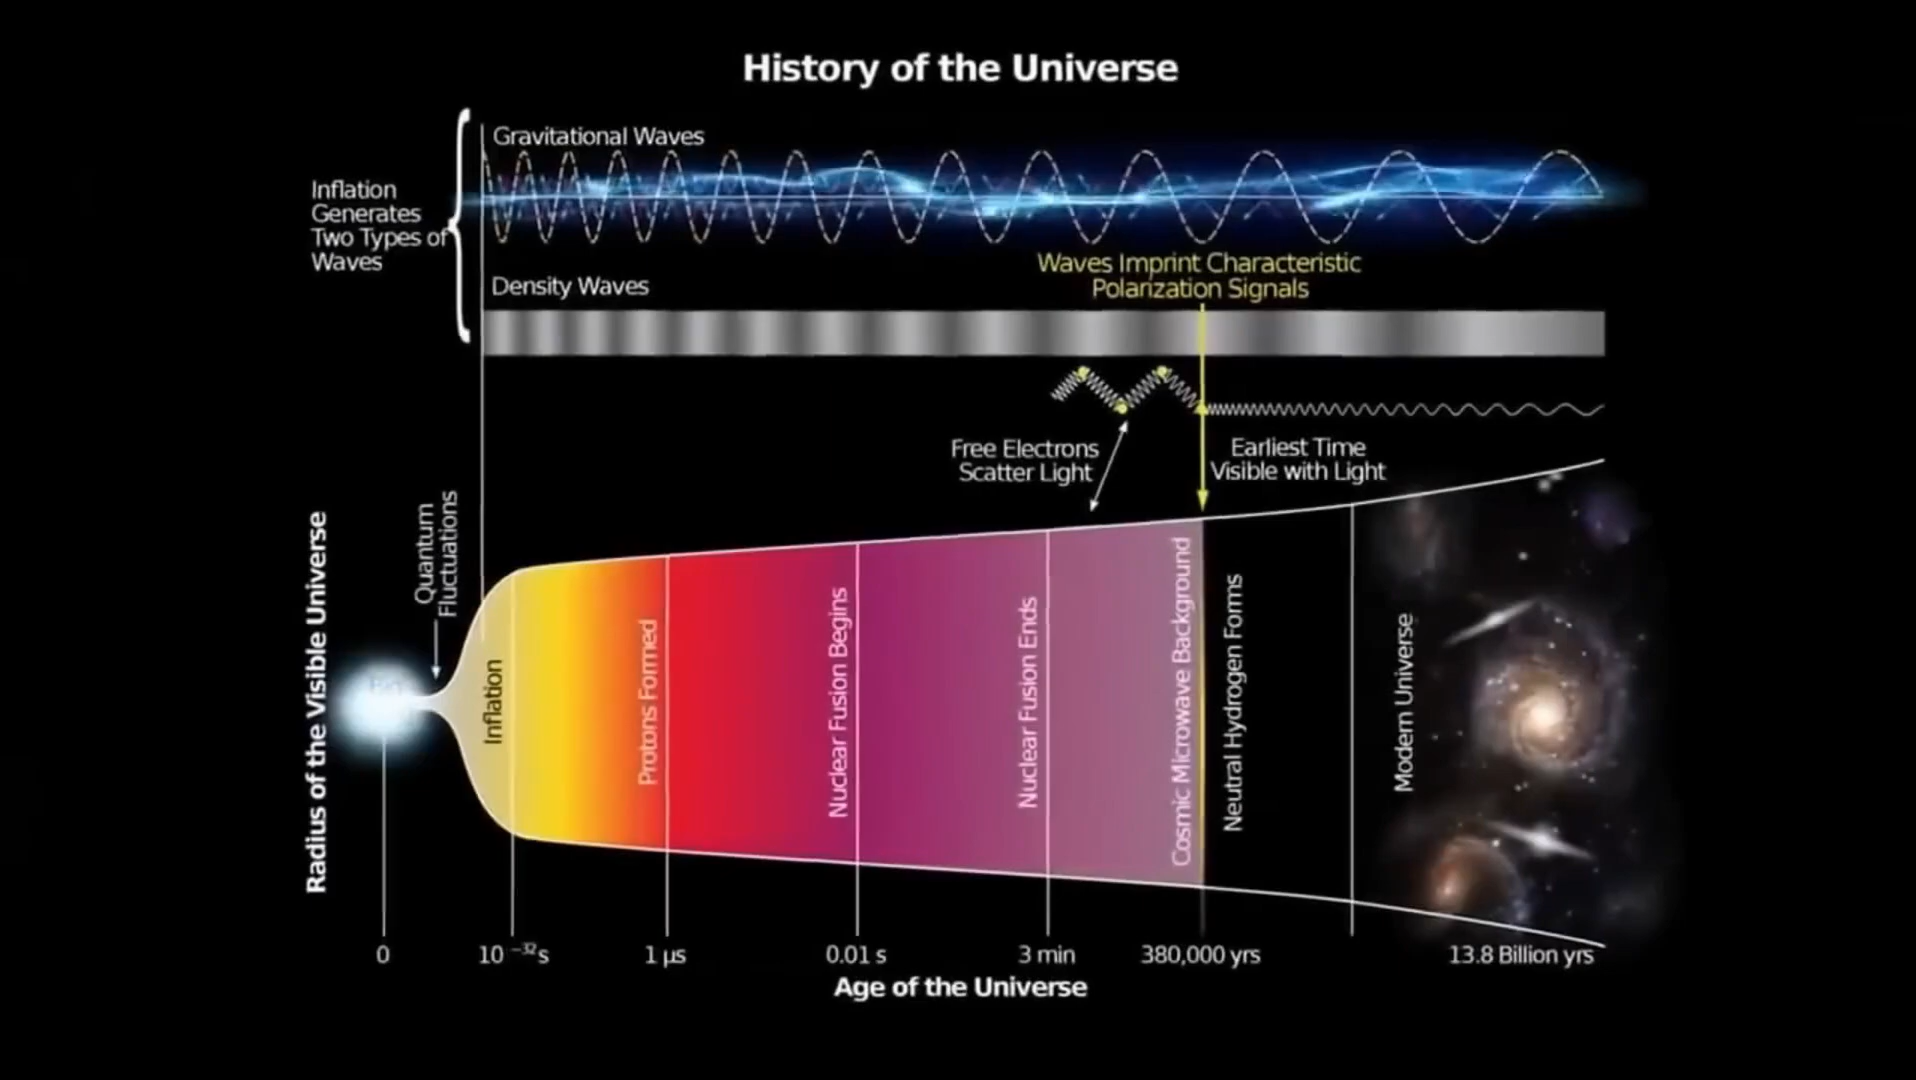 History of the Universe
Gravitational Waves
Inflation
Generates
Two Types of
Waves
Waves Imprint Characteristic
Polarization Signals
Density Waves
Free Electrons
Scatter Light
Earliest Time
Visible with Light
Radius of the Visible Universe
Quantum
Fluctuations
Inflation
Protons Formed
Nuclear Fusion Begins
Nuclear Fusion Ends
Cosmic Microwave Background
Neutral Hydrogen Forms
Modern Universe
0
10⁻³²s
1 µs
0.01 s
3 min
380,000 yrs
13.8 Billion yrs
Age of the Universe